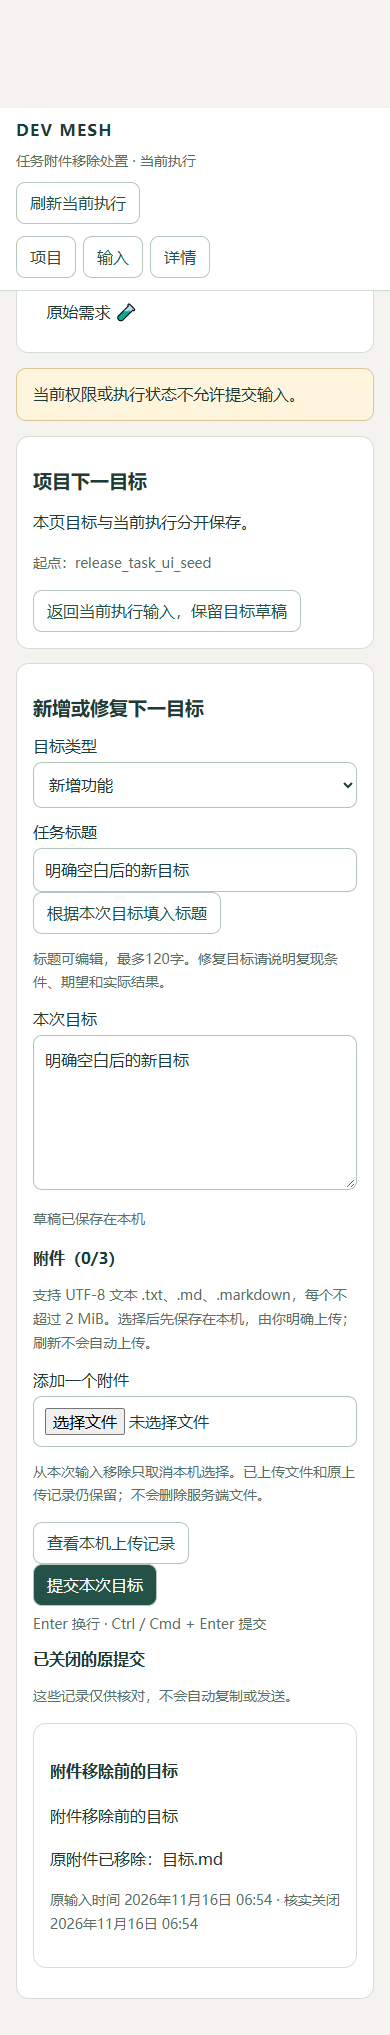 DEV MESH
任务附件移除处置 · 当前执行
刷新当前执行
项目
输入
详情
原始需求 🧪
当前权限或执行状态不允许提交输入。
项目下一目标
本页目标与当前执行分开保存。
起点：release_task_ui_seed
返回当前执行输入，保留目标草稿
新增或修复下一目标
目标类型
新增功能
任务标题
明确空白后的新目标
根据本次目标填入标题
标题可编辑，最多120字。修复目标请说明复现条
件、期望和实际结果。
本次目标
明确空白后的新目标
草稿已保存在本机
附件（0/3）
支持 UTF-8 文本 .txt、.md、.markdown，每个不
超过 2 MiB。选择后先保存在本机，由你明确上传；
刷新不会自动上传。
添加一个附件
选择文件 未选择文件
从本次输入移除只取消本机选择。已上传文件和原上
传记录仍保留；不会删除服务端文件。
查看本机上传记录
提交本次目标
Enter 换行 · Ctrl / Cmd + Enter 提交
已关闭的原提交
这些记录仅供核对，不会自动复制或发送。
附件移除前的目标
附件移除前的目标
原附件已移除：目标.md
原输入时间 2026年11月16日 06:54 · 核实关闭
2026年11月16日 06:54